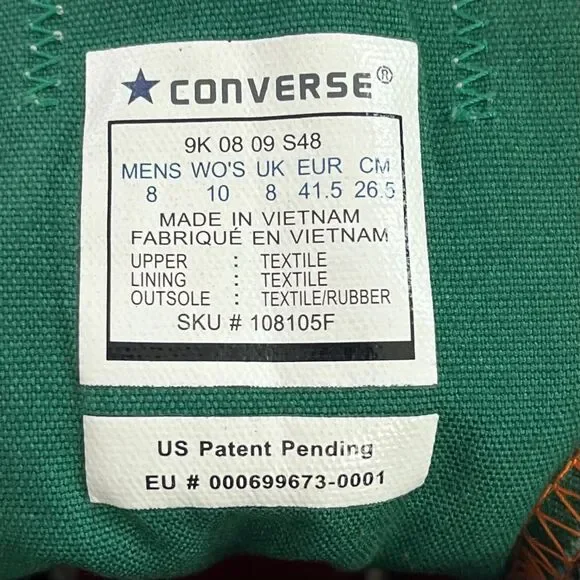 ★ CONVERSE®
9K 08 09 S48
MENS WO'S UK EUR CM
8 10 8 41.5 26.5
MADE IN VIETNAM
FABRIQUÉ EN VIETNAM
UPPER : TEXTILE
LINING : TEXTILE
OUTSOLE : TEXTILE/RUBBER
SKU # 108105F
US Patent Pending
EU # 000699673-0001